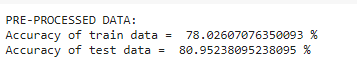 PRE-PROCESSED DATA:
Accuracy of train data =  78.02607076350093 %
Accuracy of test data =  80.95238095238095 %